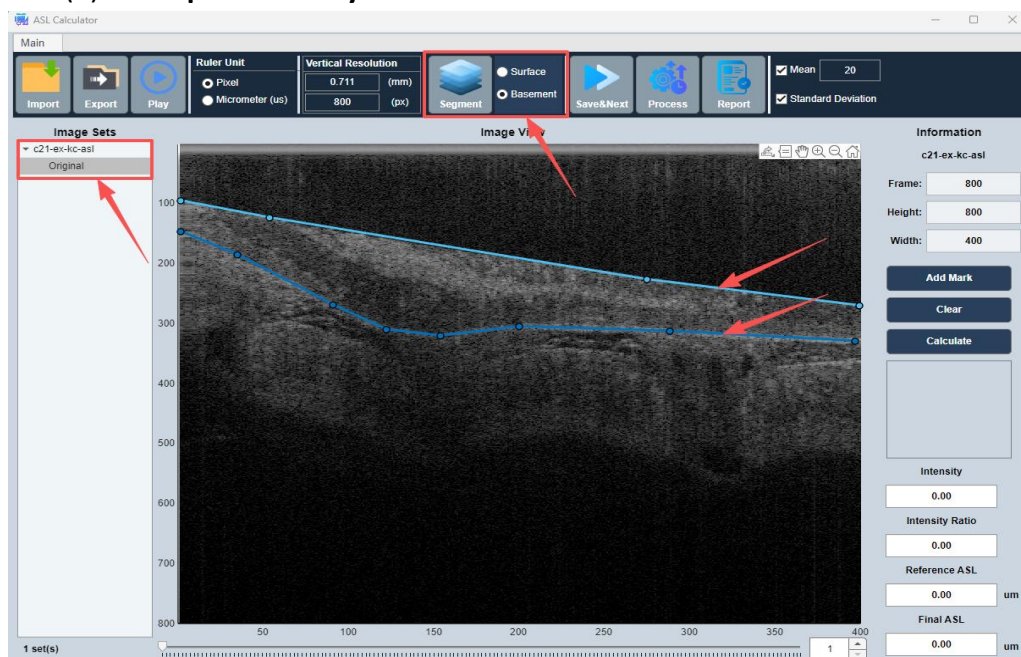 ASL Calculator
Main
Import
Export
Play
Ruler Unit
Pixel
Micrometer (us)
Vertical Resolution
0.711 (mm)
800 (px)
Segment
Surface
Basement
Save&Next
Process
Report
Mean 20
Standard Deviation
Image Sets
c21-ex-kc-asl
Original
1 set(s)
100
200
300
400
500
600
700
800
50 100 150 200 250 300 350 400
1
Information
c21-ex-kc-asl
Frame: 800
Height: 800
Width: 400
Add Mark
Clear
Calculate
Intensity
0.00
Intensity Ratio
0.00
Reference ASL
0.00 um
Final ASL
0.00 um